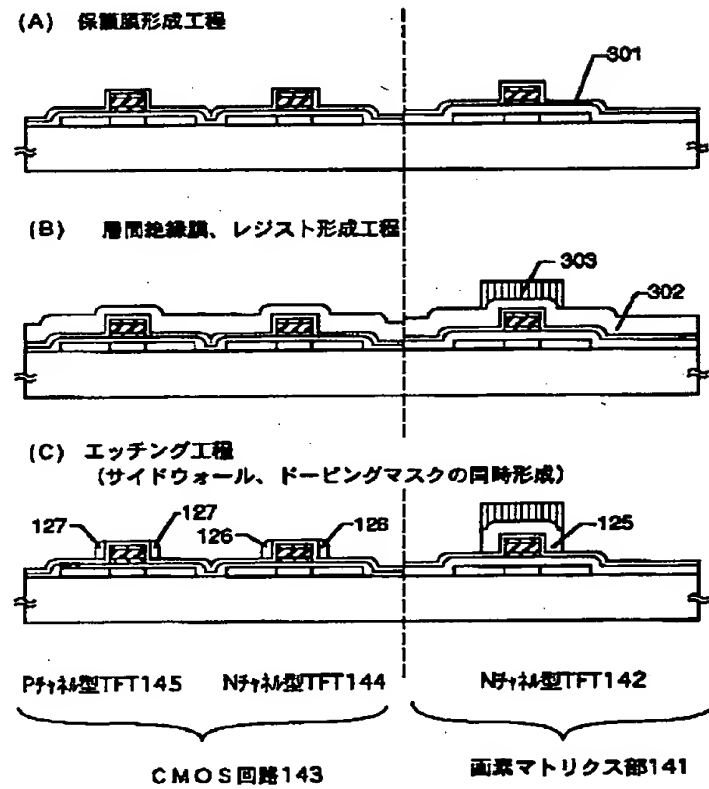 (A) 保護膜形成工程
301
(B) 層間絶縁膜、レジスト形成工程
303
302
(C) エッチング工程
(サイドウォール、ドーピングマスクの同時形成)
127 127 126 126 125
Pチャネル型TFT145 Nチャネル型TFT144 Nチャネル型TFT142
CMOS回路143 画素マトリクス部141